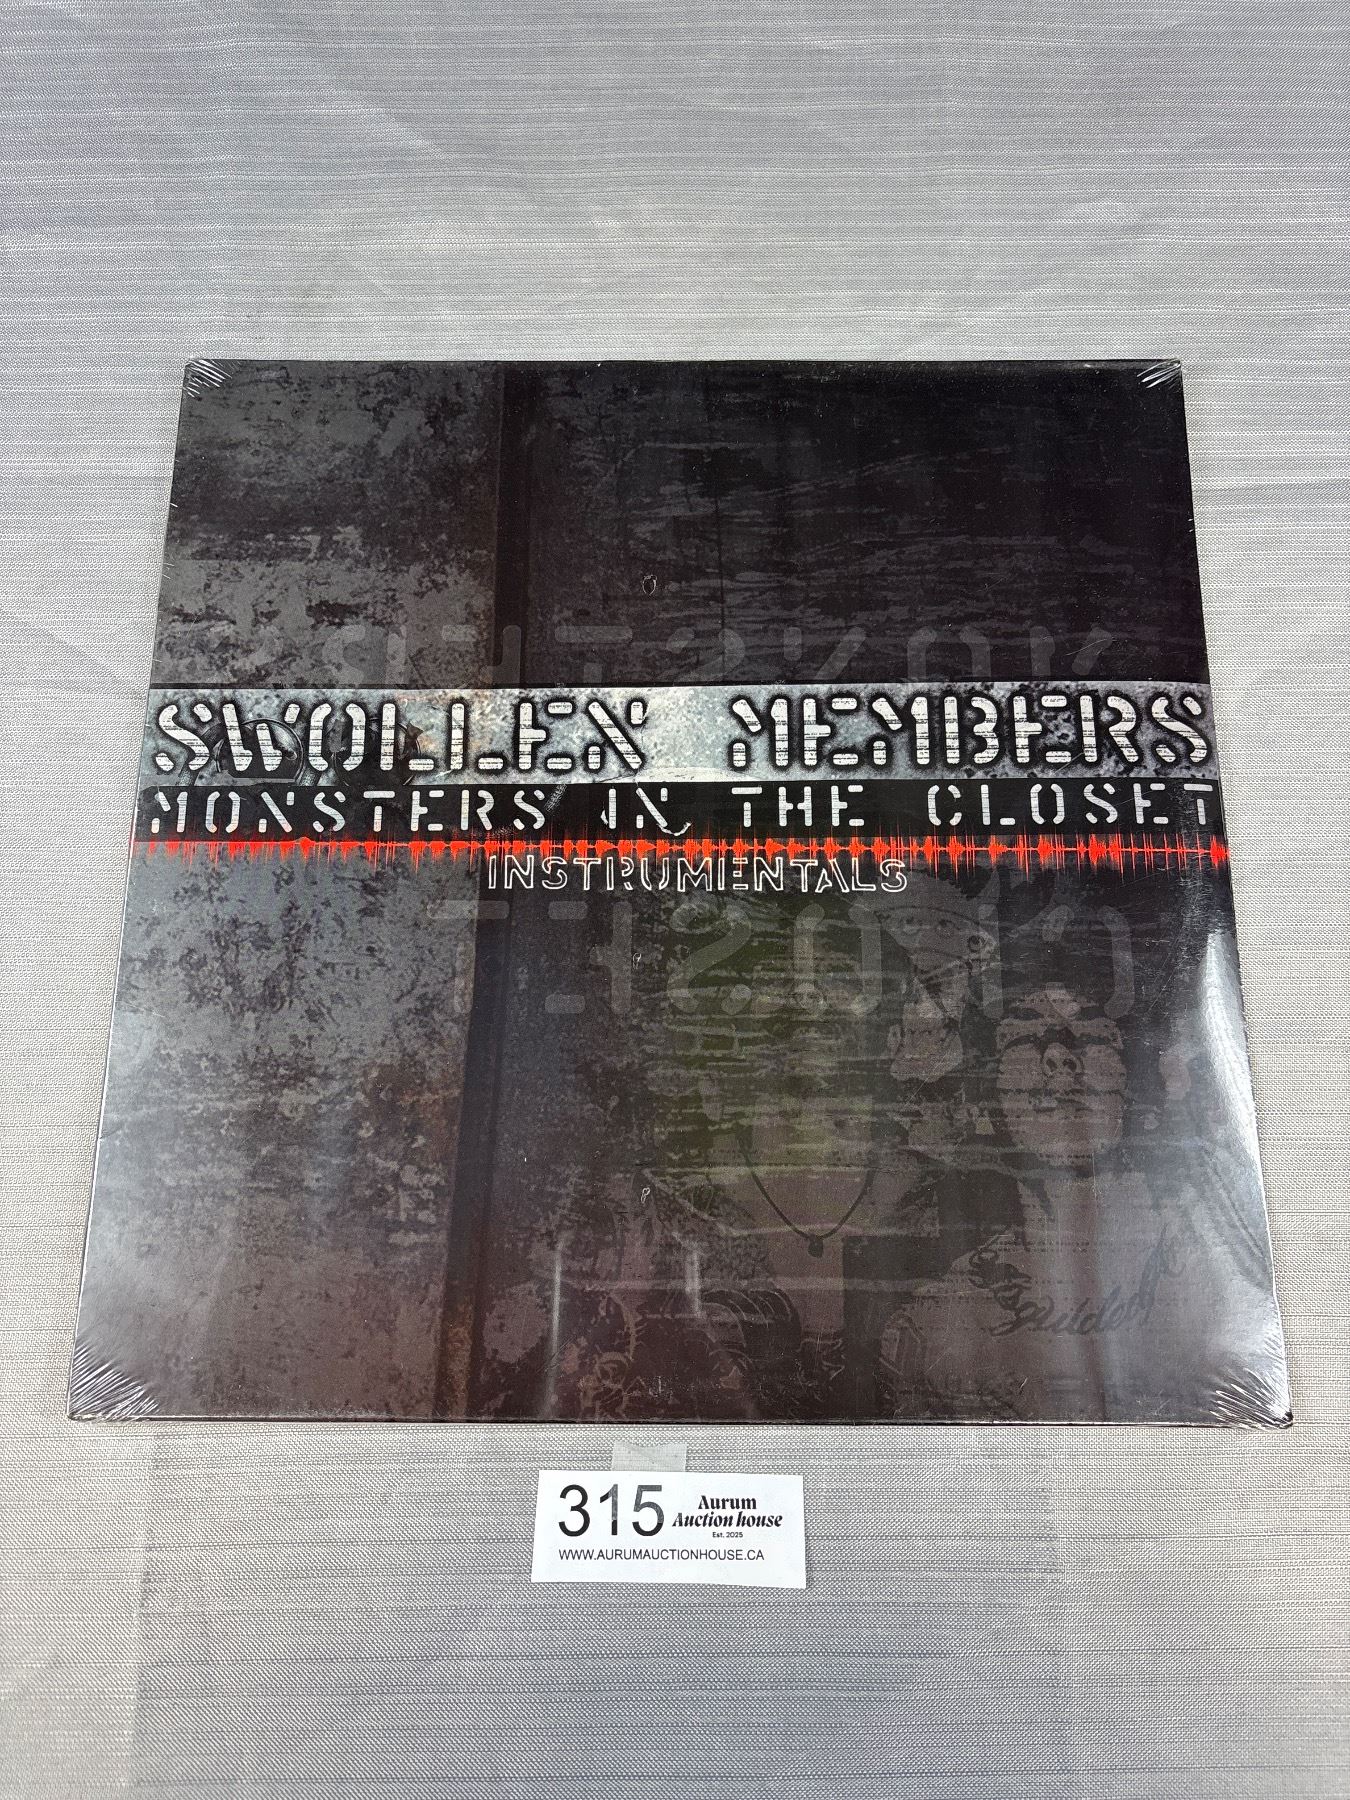 SWOLLEN MEMBERS
MONSTERS IN THE CLOSET
INSTRUMENTALS
315 Aurum
Auction house
Est. 2025
WWW.AURUMAUCTIONHOUSE.CA